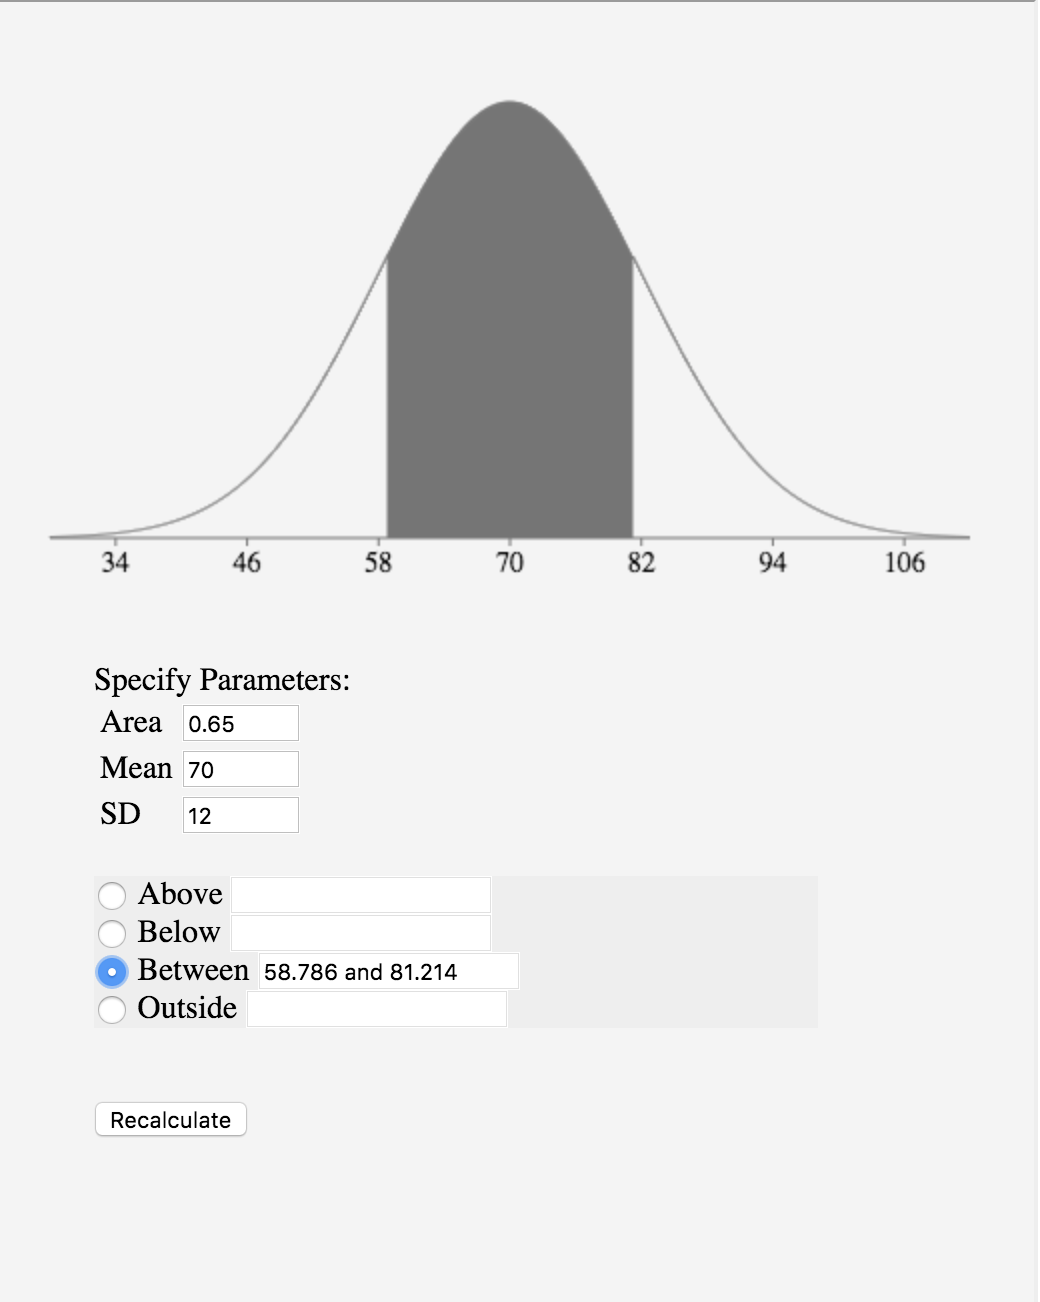 34 46 58 70 82 94 106
Specify Parameters:
Area 0.65
Mean 70
SD 12
Above
Below
Between 58.786 and 81.214
Outside
Recalculate